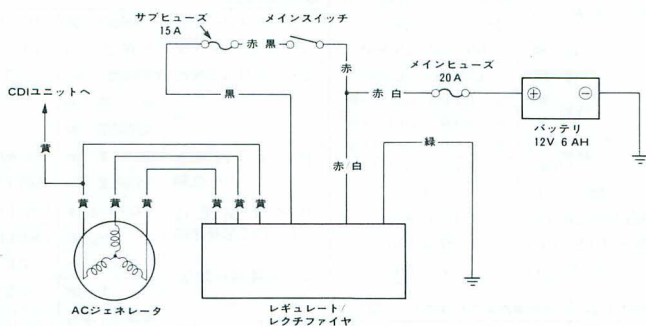 サブヒューズ
15A
メインスイッチ
赤 黒
赤
メインヒューズ
20A
CDIユニットへ
黒
赤 白
⊕ ⊖
バッテリ
12V 6AH
黄
緑
赤/白
黄 黄 黄 黄 黄 黄
ACジェネレータ
レギュレート/
レクチファイヤ